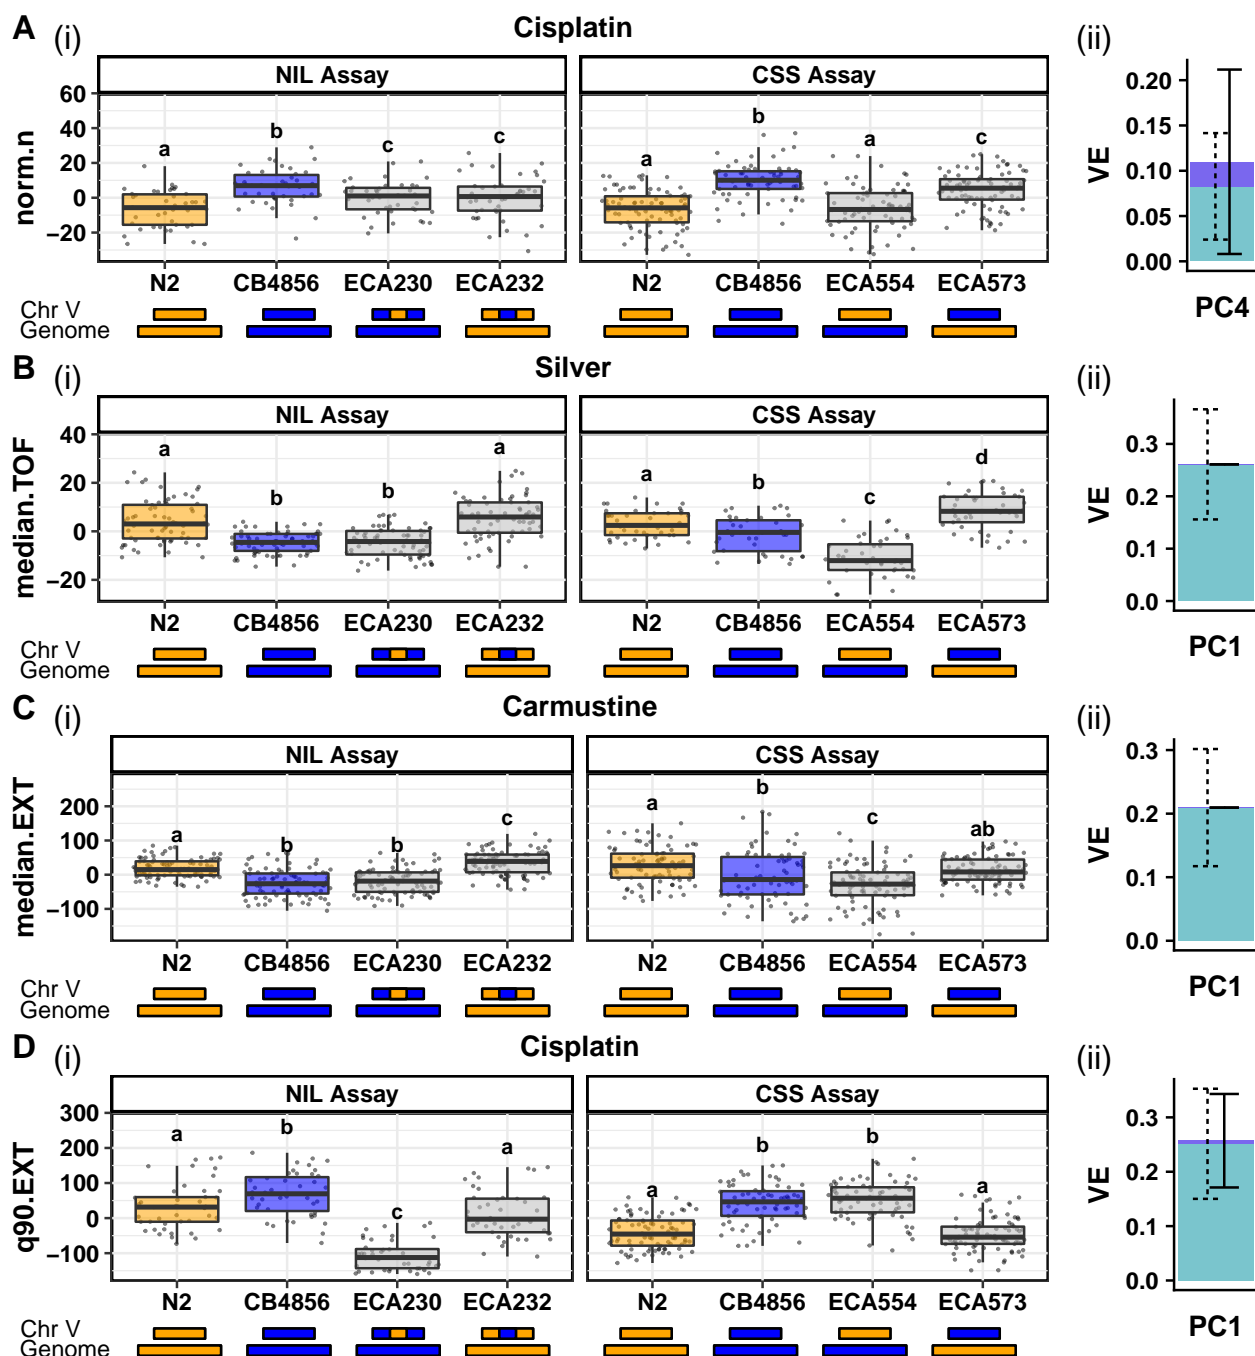 A (i) Cisplatin (ii)
NIL Assay CSS Assay
norm.n
60
40
20
0
−20
a b c c a b a c
N2 CB4856 ECA230 ECA232 N2 CB4856 ECA554 ECA573
Chr V
Genome
VE
0.20
0.15
0.10
0.05
0.00
PC4
B (i) Silver (ii)
NIL Assay CSS Assay
median.TOF
40
20
0
−20
a b b a a b c d
N2 CB4856 ECA230 ECA232 N2 CB4856 ECA554 ECA573
Chr V
Genome
VE
0.3
0.2
0.1
0.0
PC1
C (i) Carmustine (ii)
NIL Assay CSS Assay
median.EXT
200
100
0
−100
a b b c a b c ab
N2 CB4856 ECA230 ECA232 N2 CB4856 ECA554 ECA573
Chr V
Genome
VE
0.3
0.2
0.1
0.0
PC1
D (i) Cisplatin (ii)
NIL Assay CSS Assay
q90.EXT
300
200
100
0
−100
a b c a a b b a
N2 CB4856 ECA230 ECA232 N2 CB4856 ECA554 ECA573
Chr V
Genome
VE
0.3
0.2
0.1
0.0
PC1